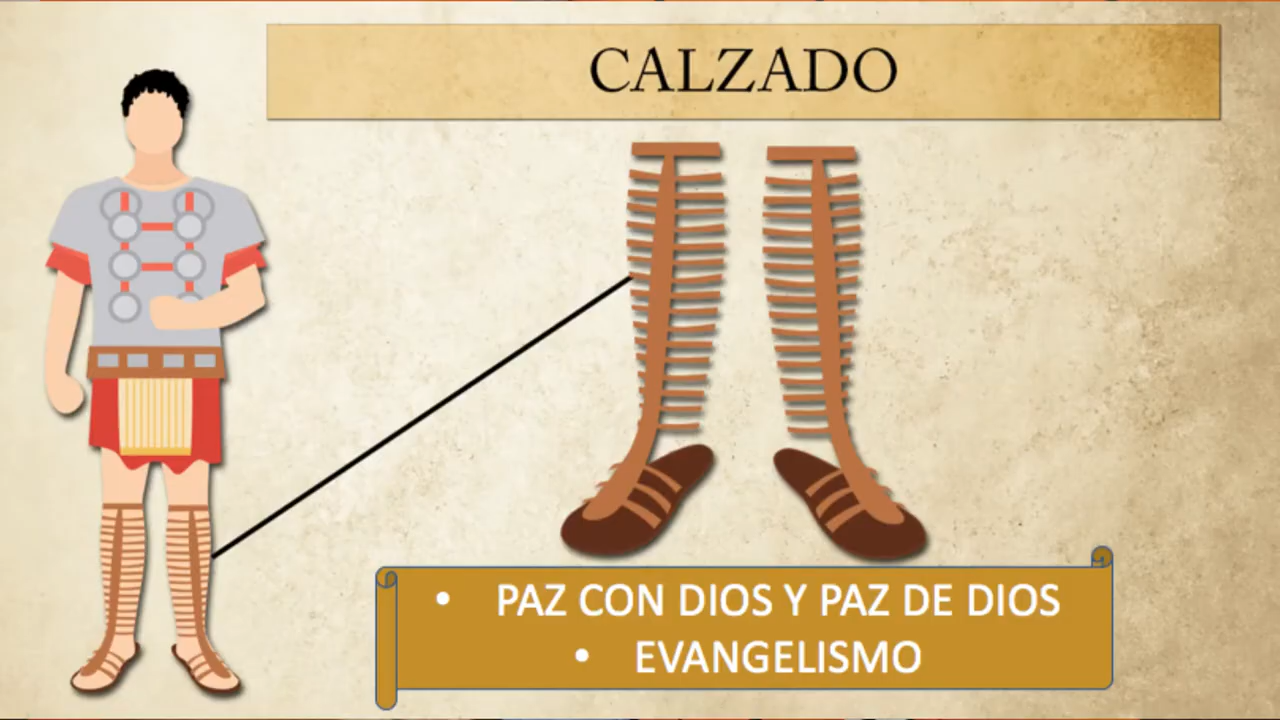 CALZADO
• PAZ CON DIOS Y PAZ DE DIOS
• EVANGELISMO